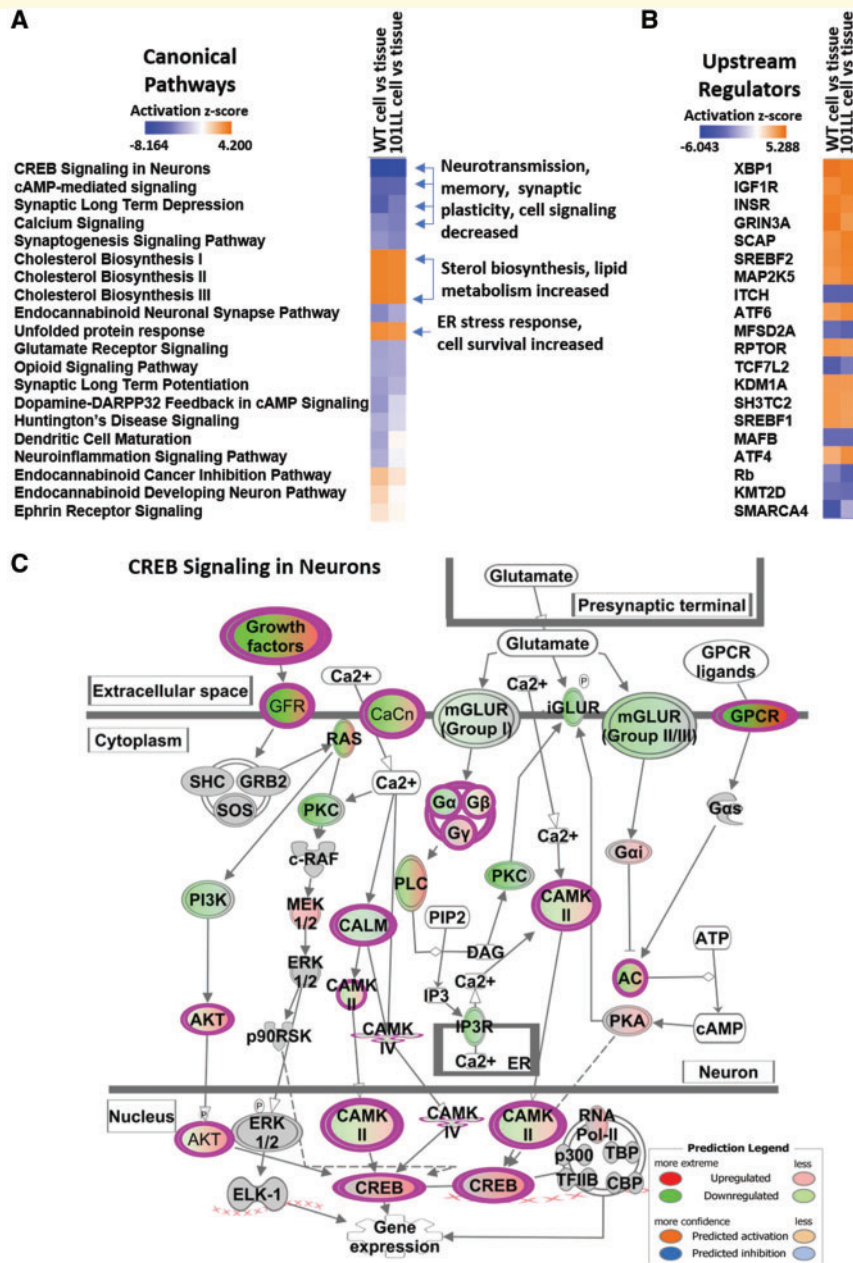 A
Canonical
Pathways
Activation z-score
-8.164 4.200
WT cell vs tissue
101LL cell vs tissue
CREB Signaling in Neurons
cAMP-mediated signaling
Synaptic Long Term Depression
Calcium Signaling
Synaptogenesis Signaling Pathway
Cholesterol Biosynthesis I
Cholesterol Biosynthesis II
Cholesterol Biosynthesis III
Endocannabinoid Neuronal Synapse Pathway
Unfolded protein response
Glutamate Receptor Signaling
Opioid Signaling Pathway
Synaptic Long Term Potentiation
Dopamine-DARPP32 Feedback in cAMP Signaling
Huntington's Disease Signaling
Dendritic Cell Maturation
Neuroinflammation Signaling Pathway
Endocannabinoid Cancer Inhibition Pathway
Endocannabinoid Developing Neuron Pathway
Ephrin Receptor Signaling
Neurotransmission,
memory, synaptic
plasticity, cell signaling
decreased
Sterol biosynthesis, lipid
metabolism increased
ER stress response,
cell survival increased
B
Upstream
Regulators
Activation z-score
-6.043 5.288
WT cell vs tissue
101LL cell vs tissue
XBP1
IGF1R
INSR
GRIN3A
SCAP
SREBF2
MAP2K5
ITCH
ATF6
MFSD2A
RPTOR
TCF7L2
KDM1A
SH3TC2
SREBF1
MAFB
ATF4
Rb
KMT2D
SMARCA4
C
CREB Signaling in Neurons
Glutamate
Presynaptic terminal
Glutamate
Growth
factors
GPCR
ligands
Extracellular space
Ca2+
Ca2+
P
GFR
CaCn
mGLUR
(Group I)
iGLUR
mGLUR
(Group II/III)
GPCR
Cytoplasm
RAS
SHC
GRB2
SOS
Ca2+
PKC
Gα
Gβ
Gγ
Ca2+
Gαs
c-RAF
Gαi
PI3K
MEK
1/2
PLC
PKC
CAMK
II
CALM
PIP2
DAG
ATP
ERK
1/2
CAMK
II
IP3
Ca2+
AC
AKT
p90RSK
CAMK
IV
IP3R
PKA
cAMP
Ca2+
ER
Neuron
Nucleus
P
P
AKT
ERK
1/2
CAMK
II
CAMK
IV
CAMK
II
RNA
Pol-II
p300
TBP
TFIIB
CBP
ELK-1
CREB
CREB
Gene
expression
Prediction Legend
more extreme less
Upregulated
Downregulated
more confidence less
Predicted activation
Predicted inhibition